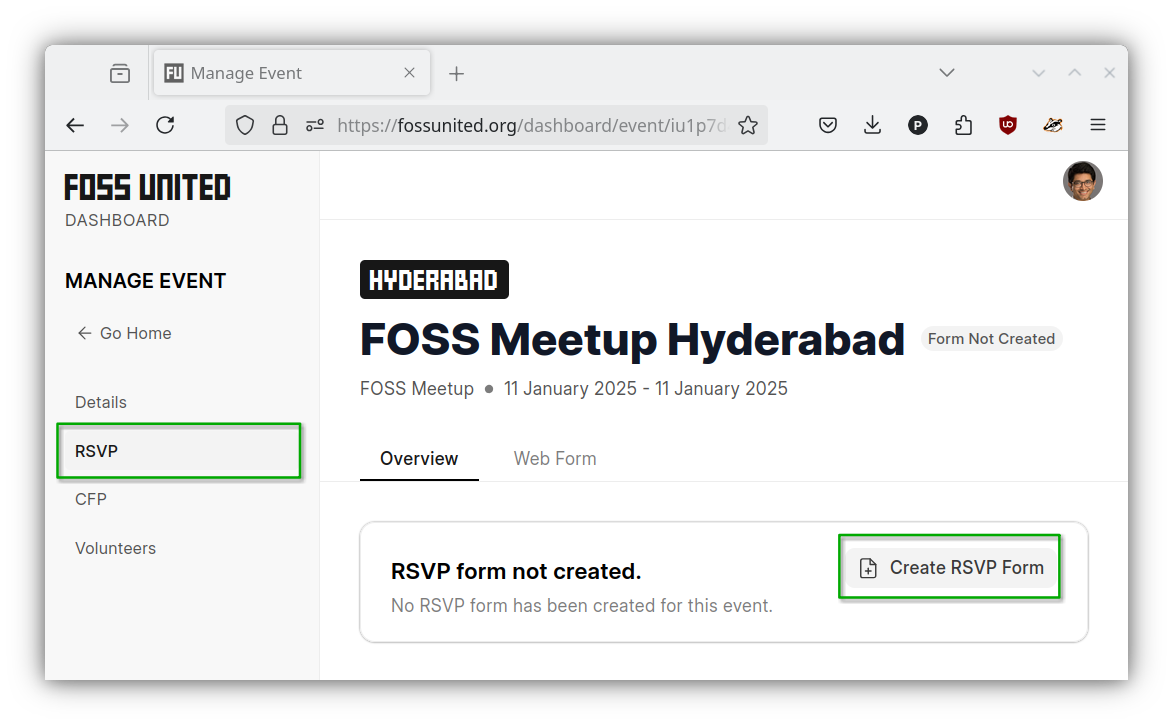 FU Manage Event
https://fossunited.org/dashboard/event/iu1p7d
P
uo
FOSS UNITED
DASHBOARD
MANAGE EVENT
Go Home
Details
RSVP
CFP
Volunteers
HYDERABAD
FOSS Meetup Hyderabad
Form Not Created
FOSS Meetup ● 11 January 2025 - 11 January 2025
Overview
Web Form
RSVP form not created.
No RSVP form has been created for this event.
Create RSVP Form